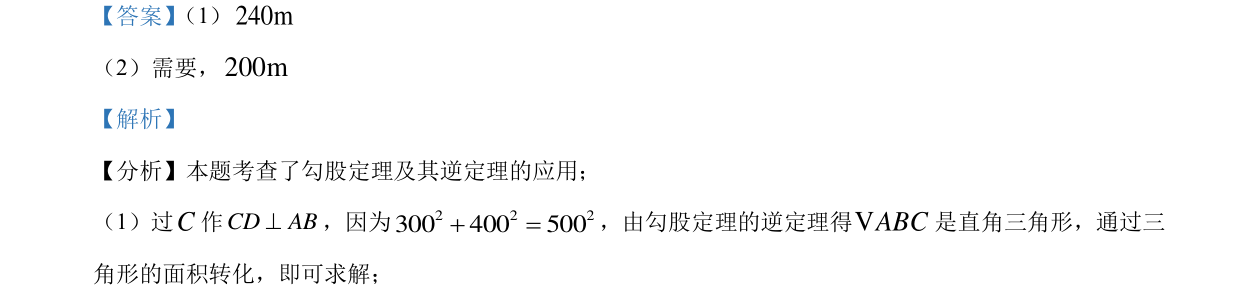 【答案】（1）240m
（2）需要，200m
【解析】
【分析】本题考查了勾股定理及其逆定理的应用；
（1）过C作CD⊥AB，因为300²+400²=500²，由勾股定理的逆定理得VABC是直角三角形，通过三
角形的面积转化，即可求解；